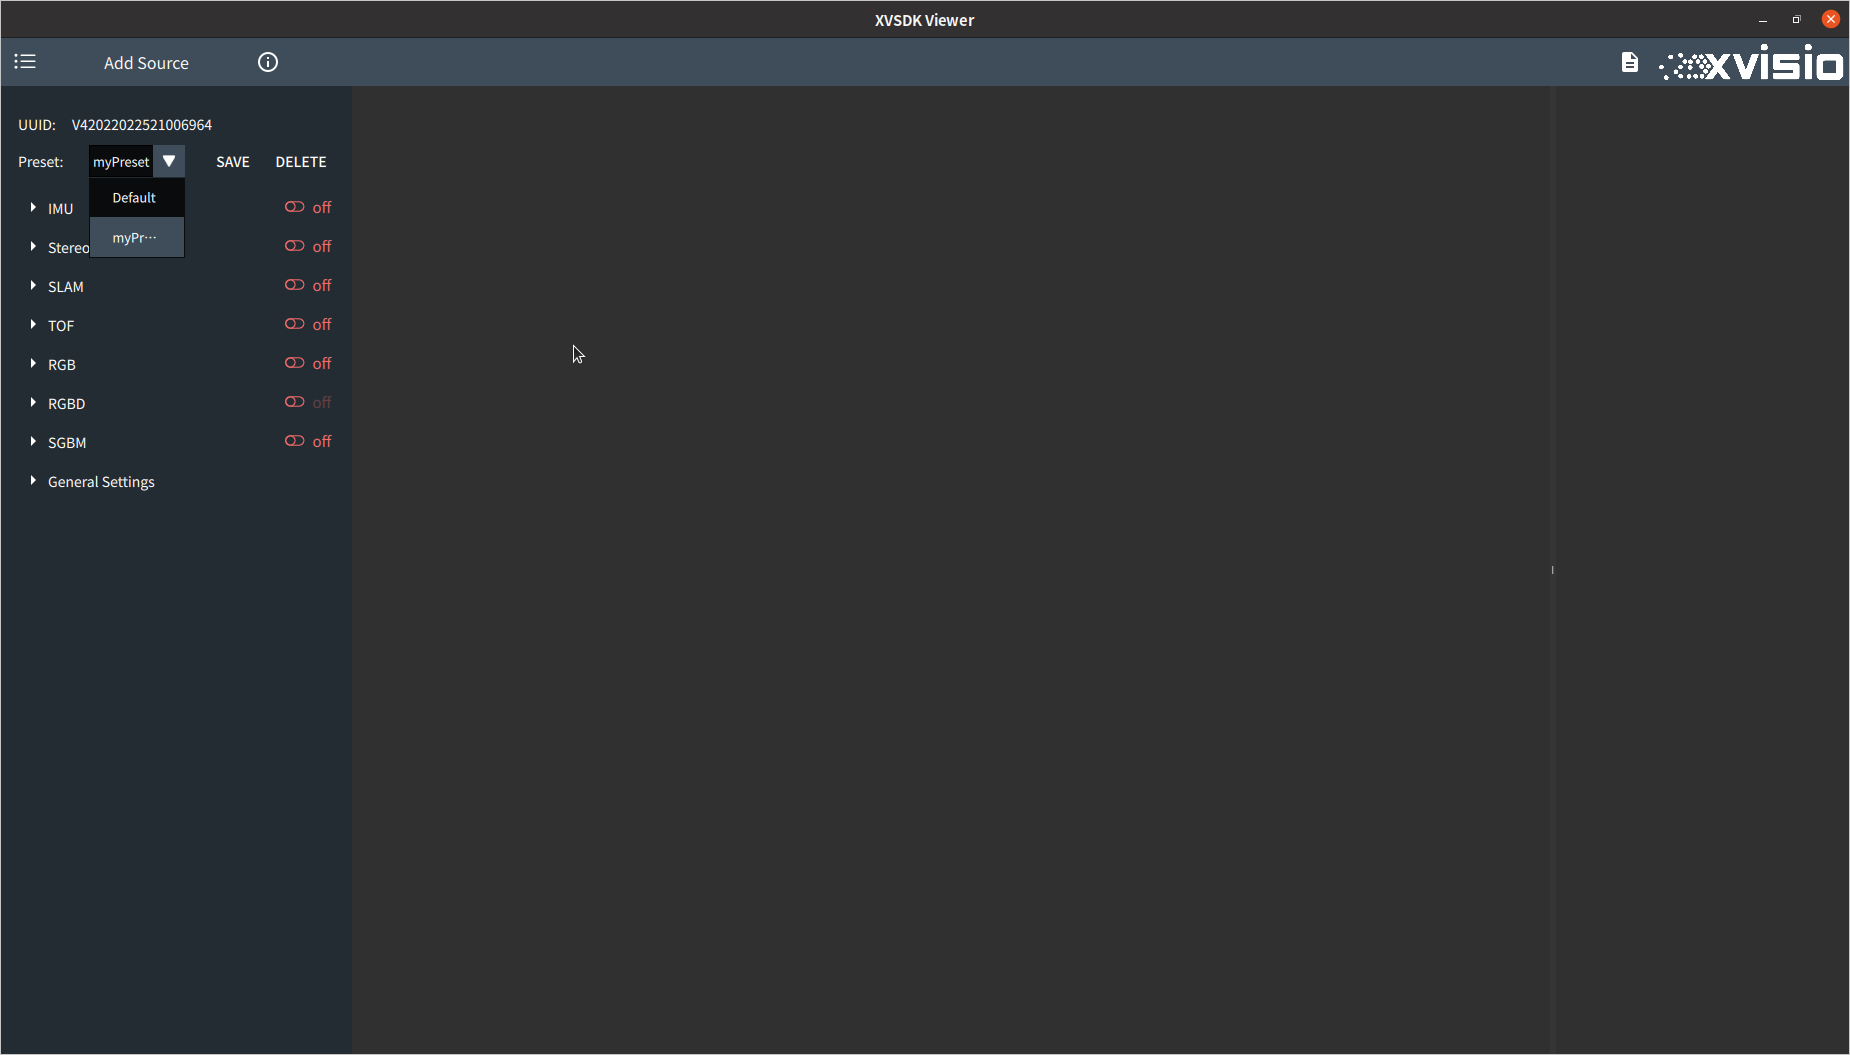 XVSDK Viewer
Add Source
xvisio
UUID: V42022022521006964
Preset: myPreset SAVE DELETE
Default
myPr···
IMU off
Stereo off
SLAM off
TOF off
RGB off
RGBD off
SGBM off
General Settings